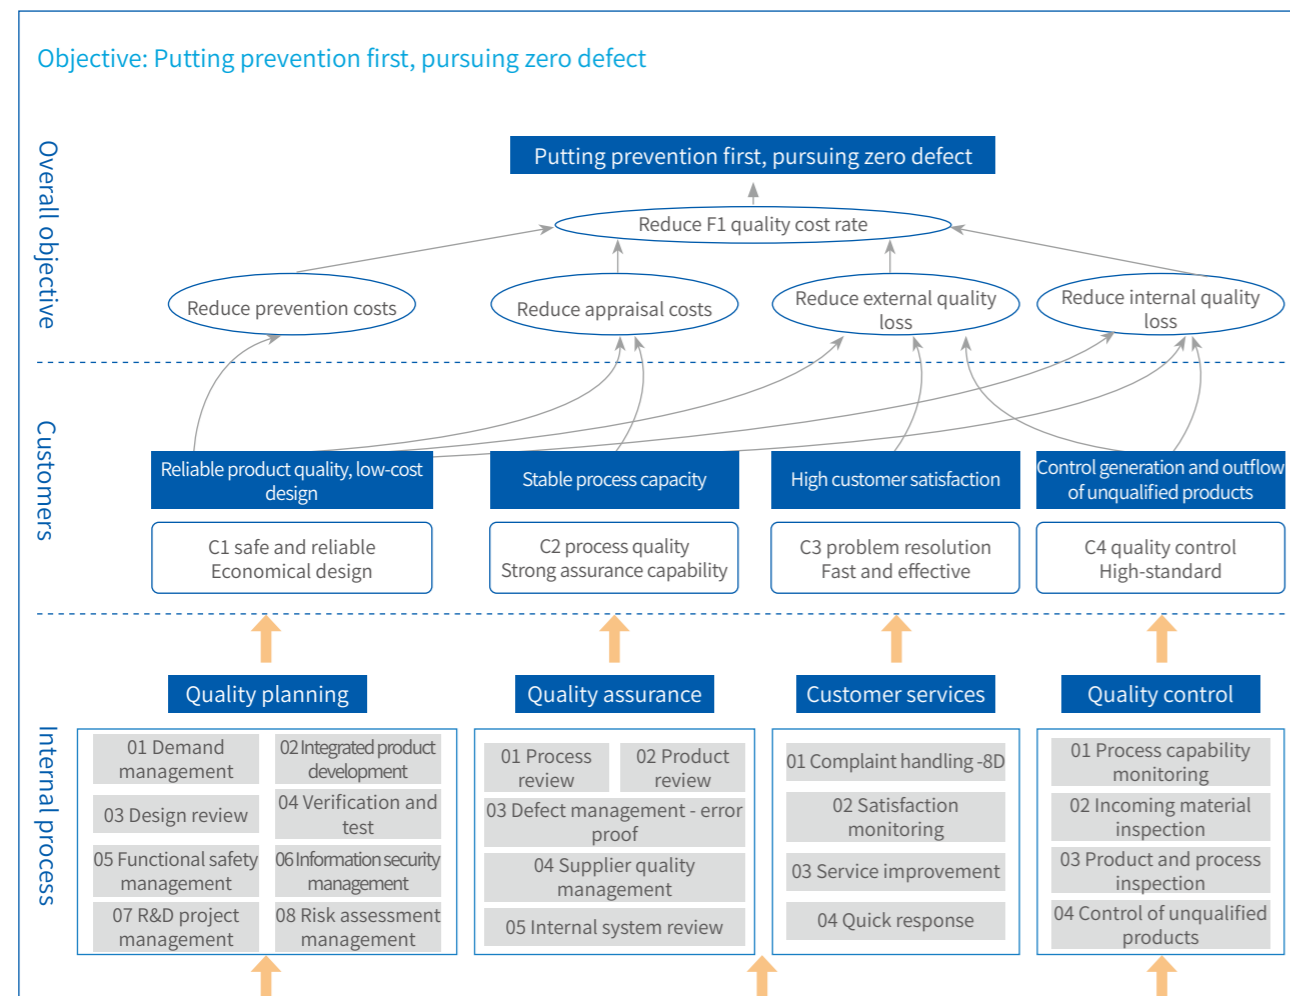 Objective: Putting prevention first, pursuing zero defect
Overall objective
Putting prevention first, pursuing zero defect
Reduce F1 quality cost rate
Reduce prevention costs
Reduce appraisal costs
Reduce external quality
loss
Reduce internal quality
loss
Customers
Reliable product quality, low-cost
design
Stable process capacity
High customer satisfaction
Control generation and outflow
of unqualified products
C1 safe and reliable
Economical design
C2 process quality
Strong assurance capability
C3 problem resolution
Fast and effective
C4 quality control
High-standard
Internal process
Quality planning
01 Demand
management
02 Integrated product
development
03 Design review
04 Verification and
test
05 Functional safety
management
06 Information security
management
07 R&D project
management
08 Risk assessment
management
Quality assurance
01 Process
review
02 Product
review
03 Defect management - error
proof
04 Supplier quality
management
05 Internal system review
Customer services
01 Complaint handling -8D
02 Satisfaction
monitoring
03 Service improvement
04 Quick response
Quality control
01 Process capability
monitoring
02 Incoming material
inspection
03 Product and process
inspection
04 Control of unqualified
products